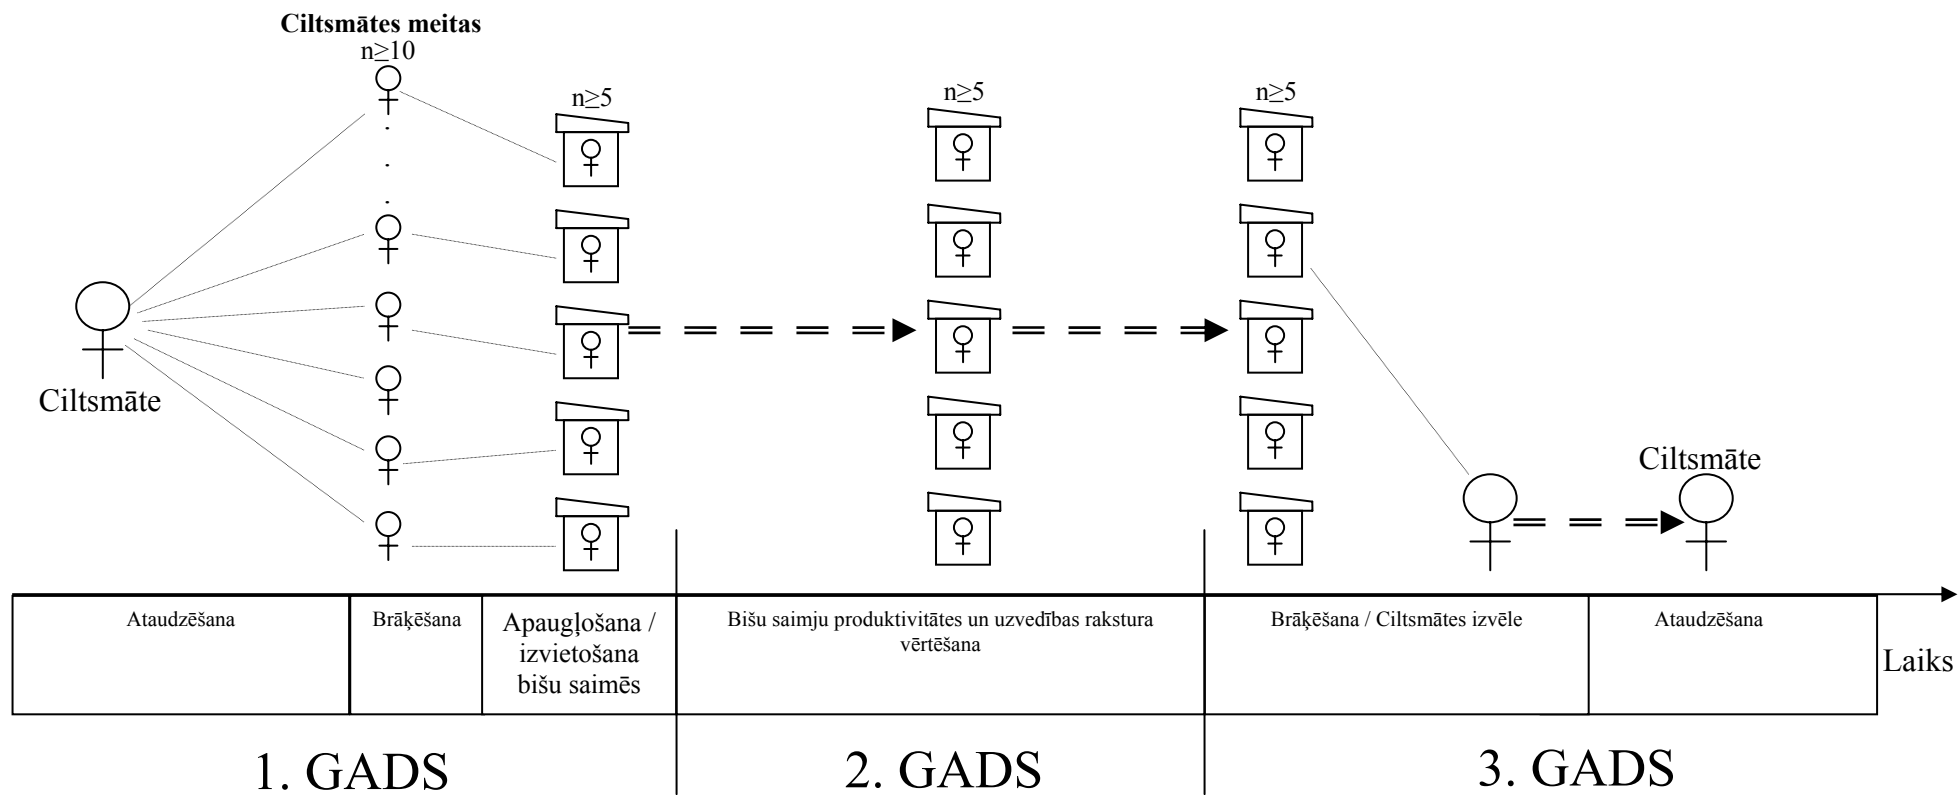 Ciltsmātes meitas
n≥10
n≥5
n≥5
n≥5
Ciltsmāte
Ciltsmāte
Ataudzēšana
Brāķēšana
Apaugļošana /
izvietošana
bišu saimēs
Bišu saimju produktivitātes un uzvedības rakstura
vērtēšana
Brāķēšana / Ciltsmātes izvēle
Ataudzēšana
Laiks
1. GADS
2. GADS
3. GADS